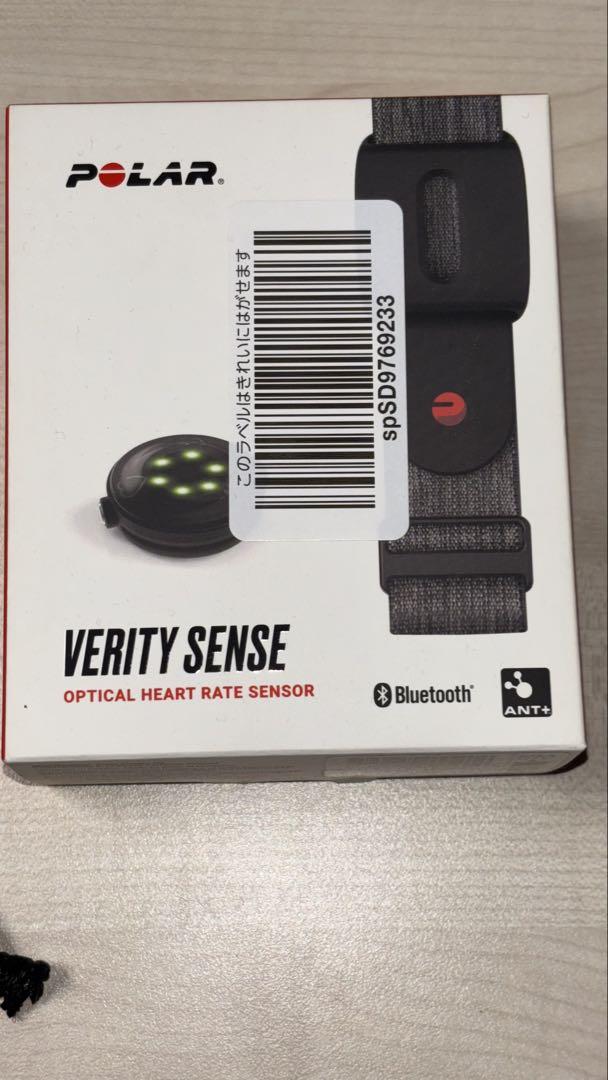 POLAR®
このラベルはきれいにはがせます
spSD9769233
VERITY SENSE
OPTICAL HEART RATE SENSOR
Bluetooth®
ANT+